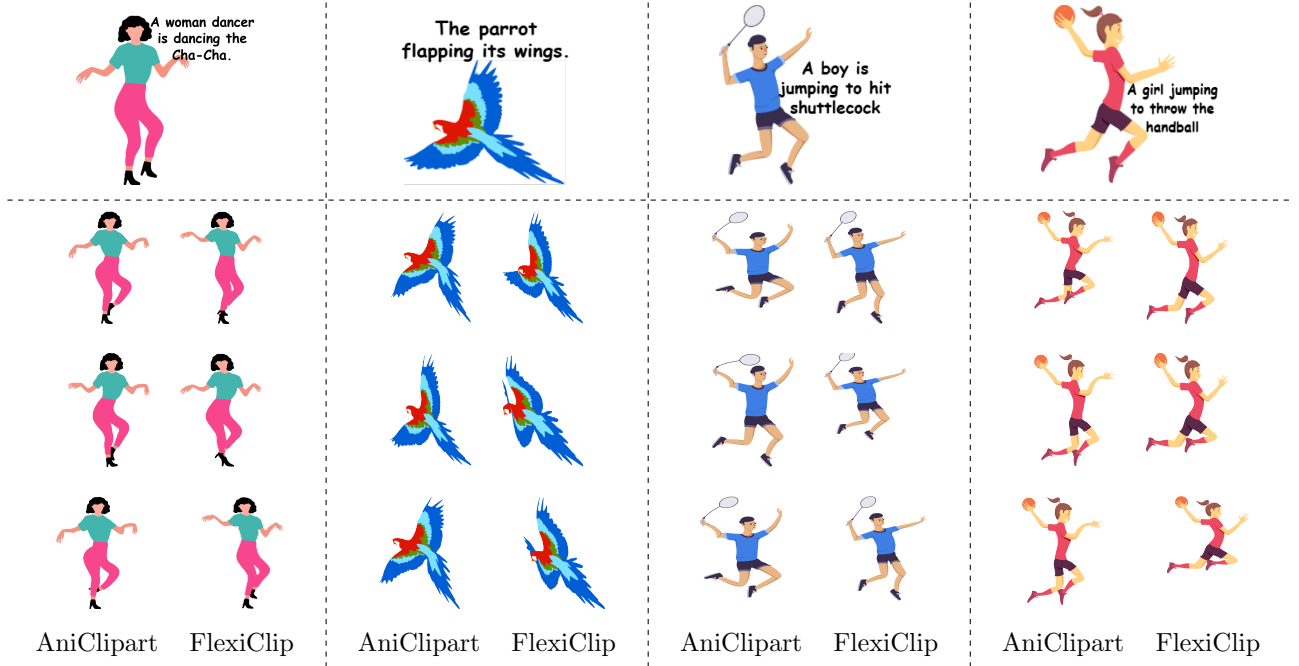 A woman dancer
is dancing the
Cha-Cha.
The parrot
flapping its wings.
A boy is
jumping to hit
shuttlecock
A girl jumping
to throw the
handball
AniClipart FlexiClip AniClipart FlexiClip AniClipart FlexiClip AniClipart FlexiClip